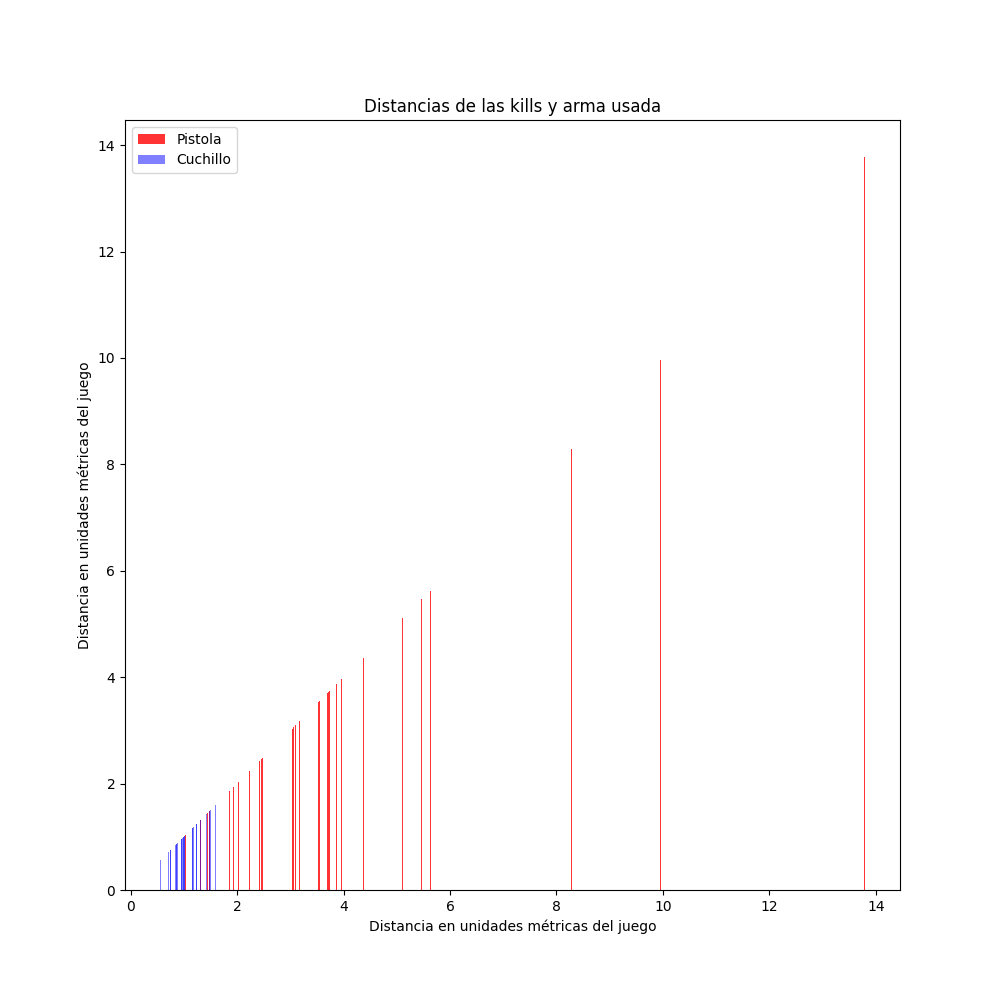 Distancias de las kills y arma usada
Pistola
Cuchillo
14
12
10
8
6
4
2
0
Distancia en unidades métricas del juego
0 2 4 6 8 10 12 14
Distancia en unidades métricas del juego